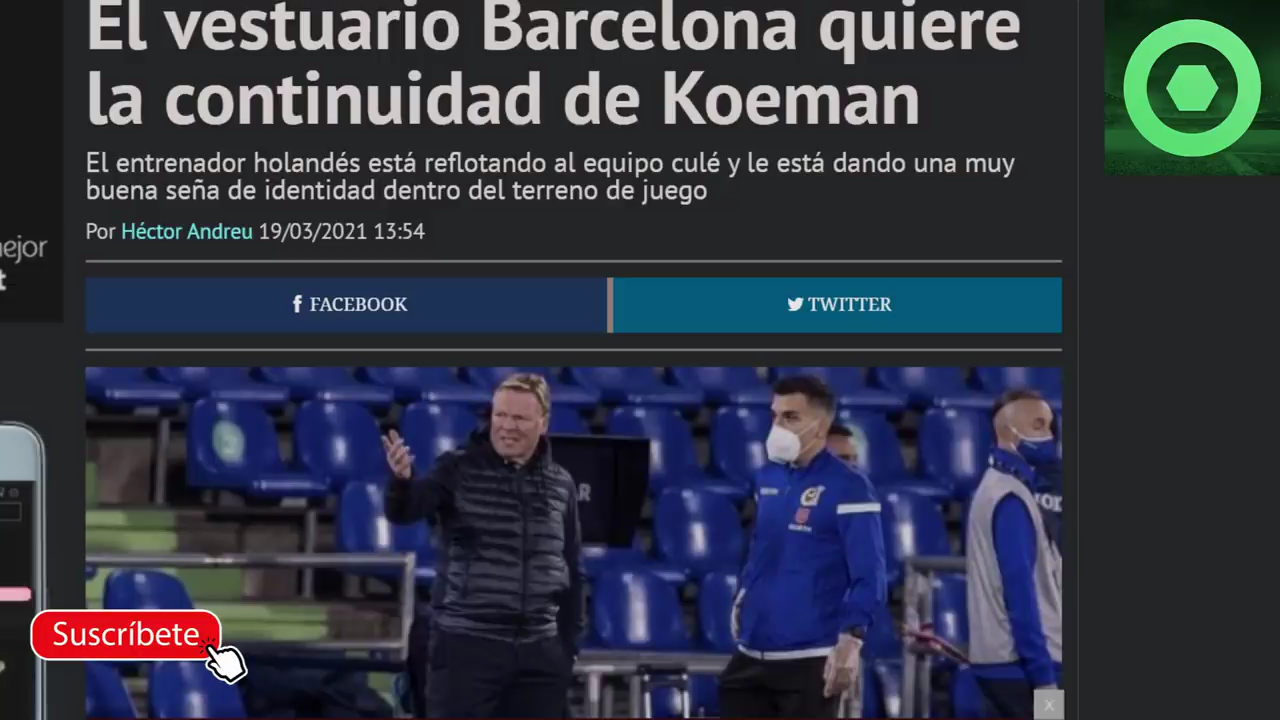 El vestuario Barcelona quiere
la continuidad de Koeman
El entrenador holandés está reflotando al equipo culé y le está dando una muy
buena seña de identidad dentro del terreno de juego
Por Héctor Andreu 19/03/2021 13:54
FACEBOOK
TWITTER
Suscríbete
X